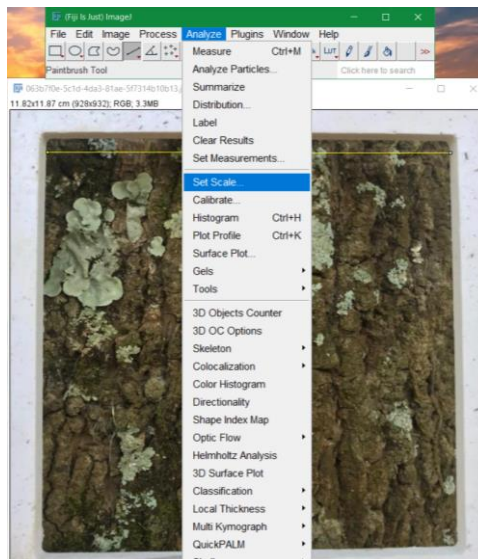 (Fiji Is Just) ImageJ
File Edit Image Process Analyze Plugins Window Help
LUT
>>
Paintbrush Tool
Click here to search
11.82x11.87 cm (928x932); RGB; 3.3MB
Measure Ctrl+M
Analyze Particles...
Summarize
Distribution...
Label
Clear Results
Set Measurements...
Set Scale...
Calibrate...
Histogram Ctrl+H
Plot Profile Ctrl+K
Surface Plot...
Gels
Tools
3D Objects Counter
3D OC Options
Skeleton
Colocalization
Color Histogram
Directionality
Shape Index Map
Optic Flow
Helmholtz Analysis
3D Surface Plot
Classification
Local Thickness
Multi Kymograph
QuickPALM